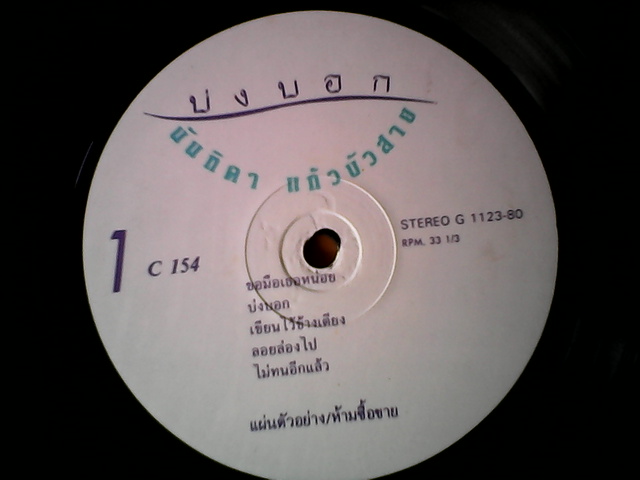 บ่งบอก
นันทิดา แก้วบัวสาย
1
C 154
STEREO G 1123-80
RPM. 33 1/3
ขอมือเธอหน่อย
บ่งบอก
เขียนไว้ข้างเตียง
ลอยล่องไป
ไม่ทนอีกแล้ว
แผ่นตัวอย่าง/ห้ามซื้อขาย